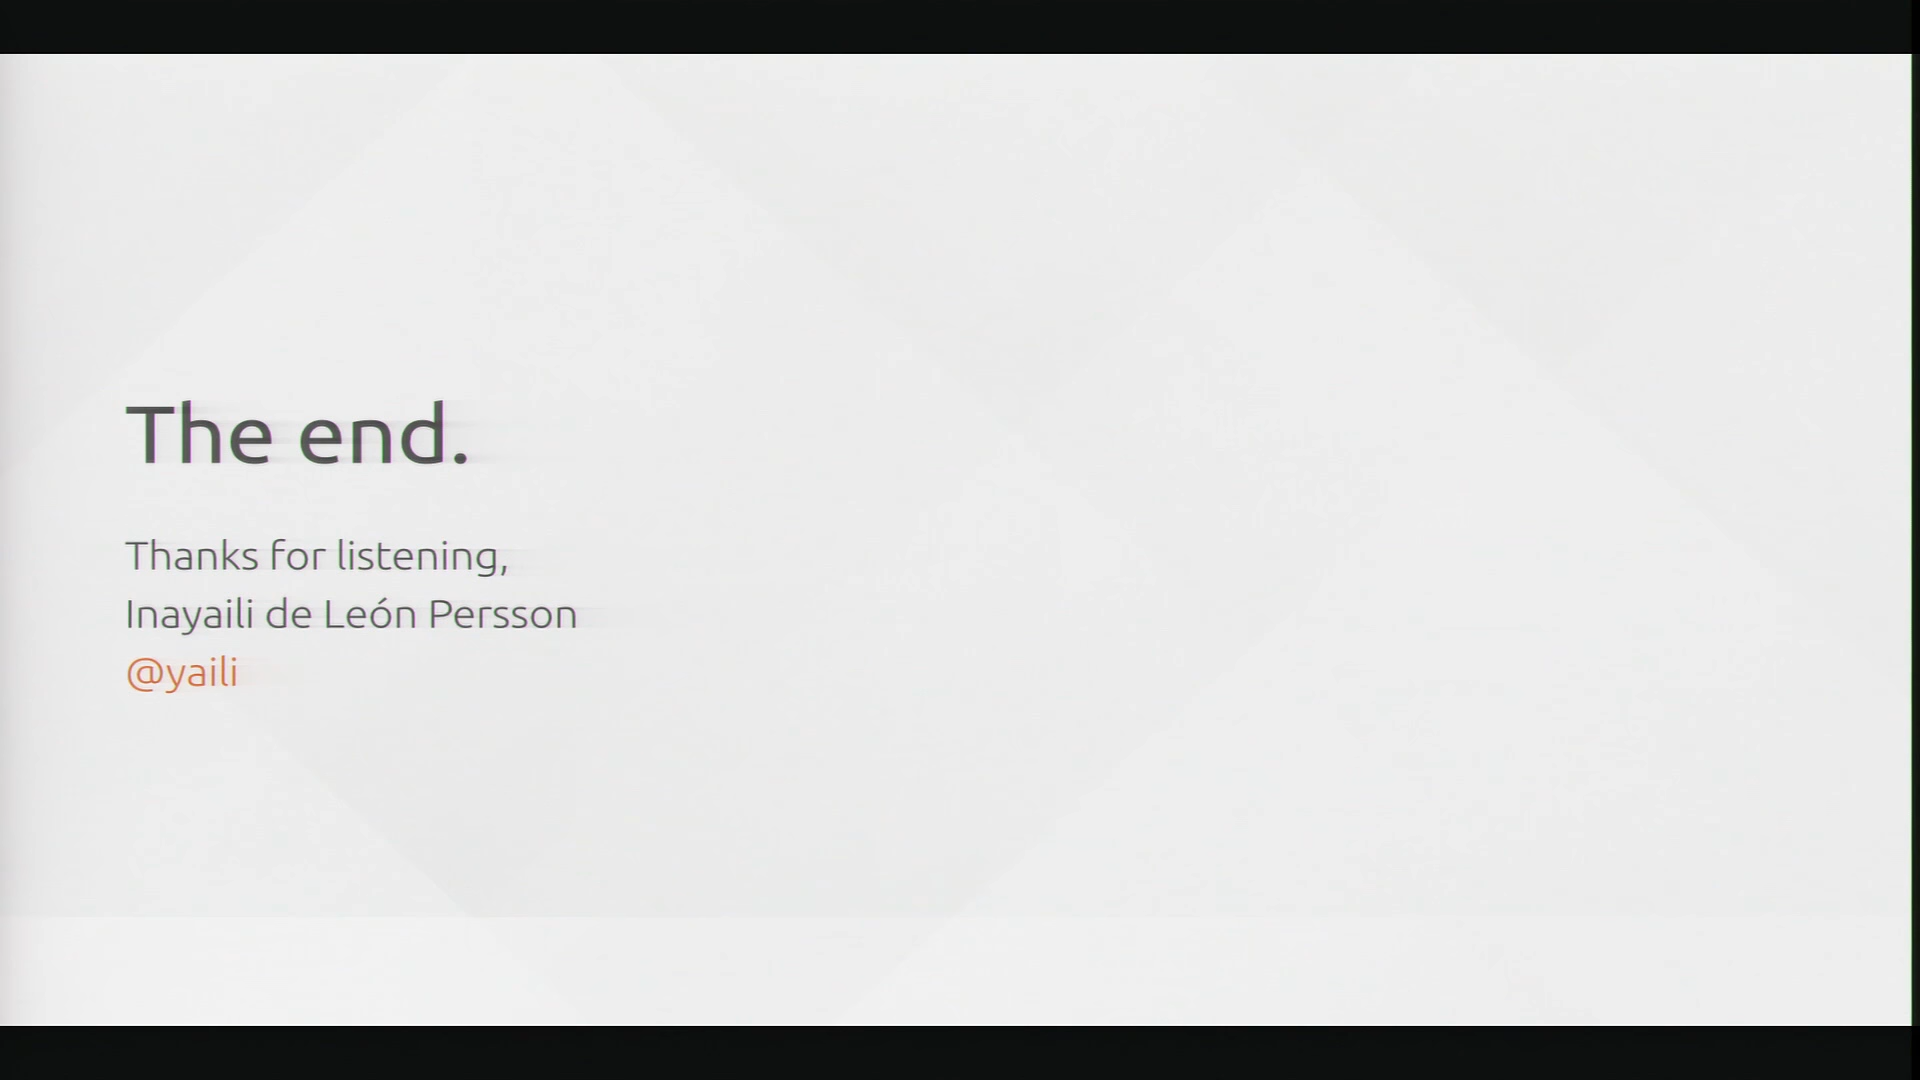 The end.
Thanks for listening,
Inayaili de León Persson
@yaili